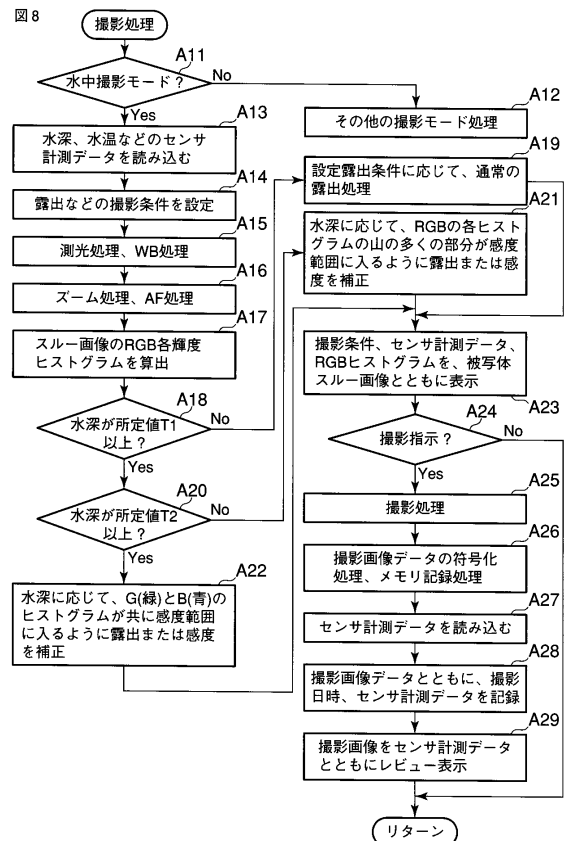 図8
撮影処理
A11
水中撮影モード？
No
Yes
A12
その他の撮影モード処理
A13
水深、水温などのセンサ
計測データを読み込む
A14
露出などの撮影条件を設定
A15
測光処理、WB処理
A16
ズーム処理、AF処理
A17
スルー画像のRGB各輝度
ヒストグラムを算出
A18
水深が所定値T1
以上？
No
Yes
A19
設定露出条件に応じて、通常の
露出処理
A20
水深が所定値T2
以上？
No
Yes
A21
水深に応じて、RGBの各ヒスト
グラムの山の多くの部分が感度
範囲に入るように露出または感
度を補正
A22
水深に応じて、G(緑)とB(青)の
ヒストグラムが共に感度範囲
に入るように露出または感度
を補正
撮影条件、センサ計測データ、
RGBヒストグラムを、被写体
スルー画像とともに表示
A23
A24
撮影指示？
No
Yes
A25
撮影処理
A26
撮影画像データの符号化
処理、メモリ記録処理
A27
センサ計測データを読み込む
A28
撮影画像データとともに、撮影
日時、センサ計測データを記録
A29
撮影画像をセンサ計測データ
とともにレビュー表示
リターン